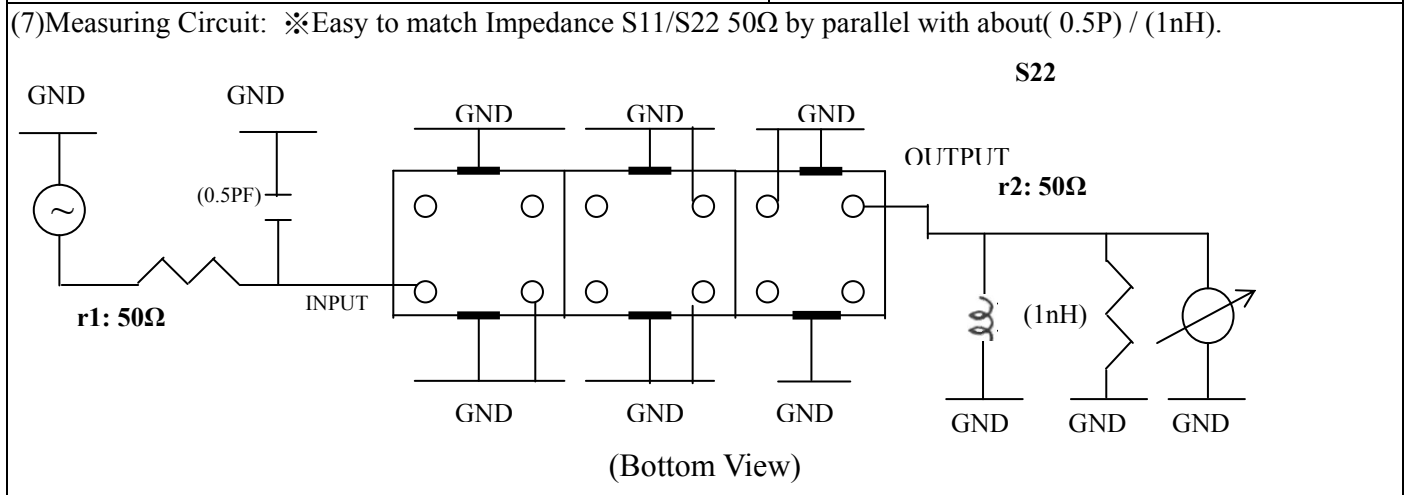 (7)Measuring Circuit: ※Easy to match Impedance S11/S22 50Ω by parallel with about( 0.5P) / (1nH).
S22
GND GND GND GND GND
OUTPUT
(0.5PF)
r2: 50Ω
~
INPUT
(1nH)
r1: 50Ω
GND GND GND GND GND GND
(Bottom View)